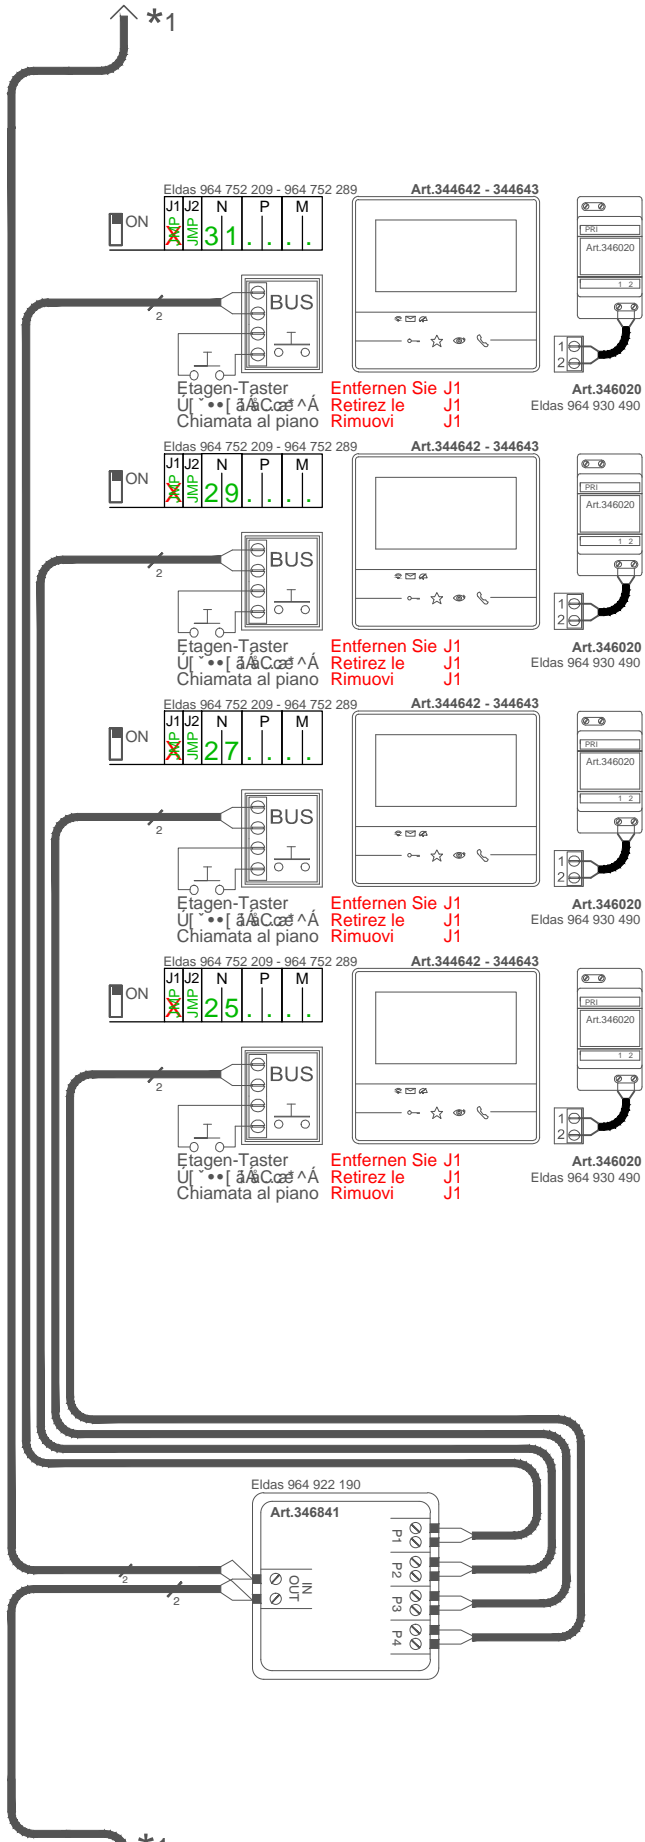 *1
Eldas 964 752 209 - 964 752 289
Art.344642 - 344643
ON
J1 J2 N P M
JMP JMP 31. . . .
PRI
Art.346020
1 2
BUS
2
1
2
Etagen-Taster Entfernen Sie J1
Retirez le J1
Chiamata al piano Rimuovi J1
Art.346020
Eldas 964 930 490
Eldas 964 752 209 - 964 752 289
Art.344642 - 344643
ON
J1 J2 N P M
JMP JMP 29. . . .
PRI
Art.346020
1 2
BUS
2
1
2
Etagen-Taster Entfernen Sie J1
Retirez le J1
Chiamata al piano Rimuovi J1
Art.346020
Eldas 964 930 490
Eldas 964 752 209 - 964 752 289
Art.344642 - 344643
ON
J1 J2 N P M
JMP JMP 27. . . .
PRI
Art.346020
1 2
BUS
2
1
2
Etagen-Taster Entfernen Sie J1
Retirez le J1
Chiamata al piano Rimuovi J1
Art.346020
Eldas 964 930 490
Eldas 964 752 209 - 964 752 289
Art.344642 - 344643
ON
J1 J2 N P M
JMP JMP 25. . . .
PRI
Art.346020
1 2
BUS
2
1
2
Etagen-Taster Entfernen Sie J1
Retirez le J1
Chiamata al piano Rimuovi J1
Art.346020
Eldas 964 930 490
Eldas 964 922 190
Art.346841
P1
P2
P3
P4
IN
OUT
2
2
*1